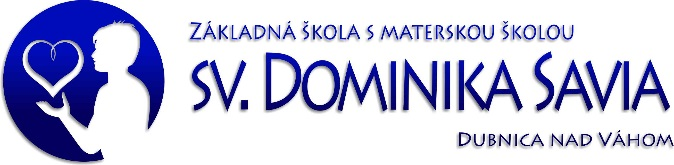 ZÁKLADNÁ ŠKOLA S MATERSKOU ŠKOLOU
SV. DOMINIKA SAVIA
DUBNICA NAD VÁHOM